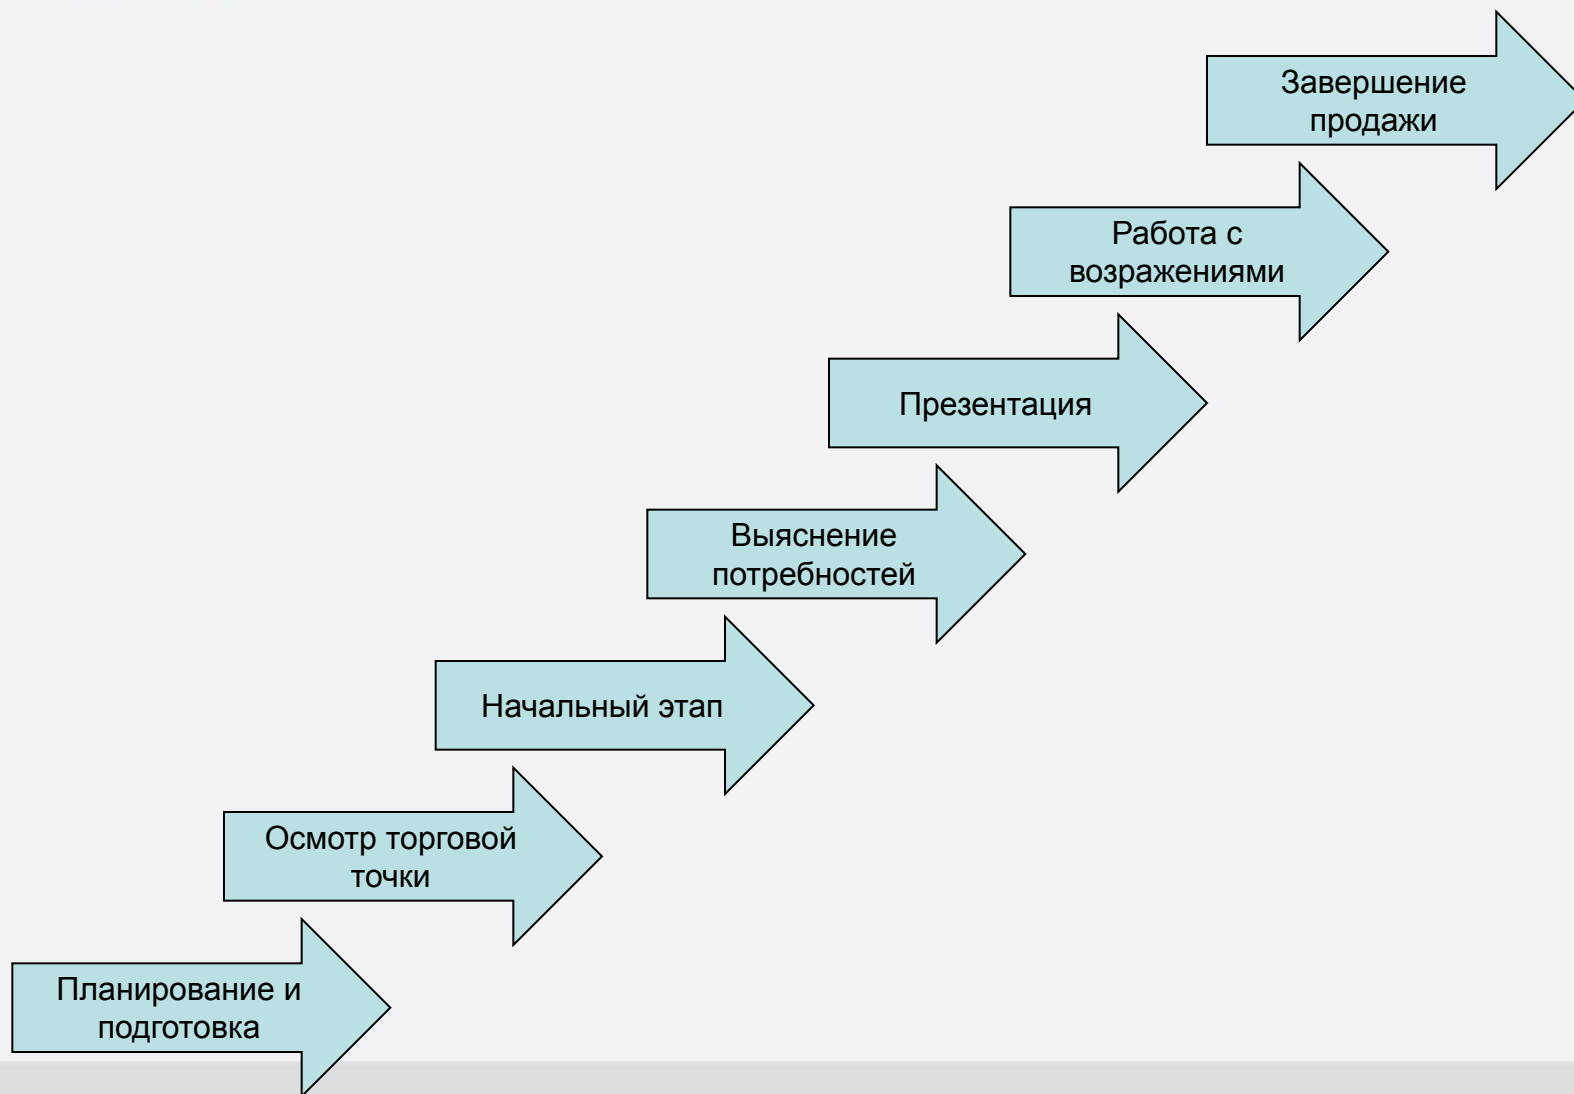 Завершение
продажи
Работа с
возражениями
Презентация
Выяснение
потребностей
Начальный этап
Осмотр торговой
точки
Планирование и
подготовка